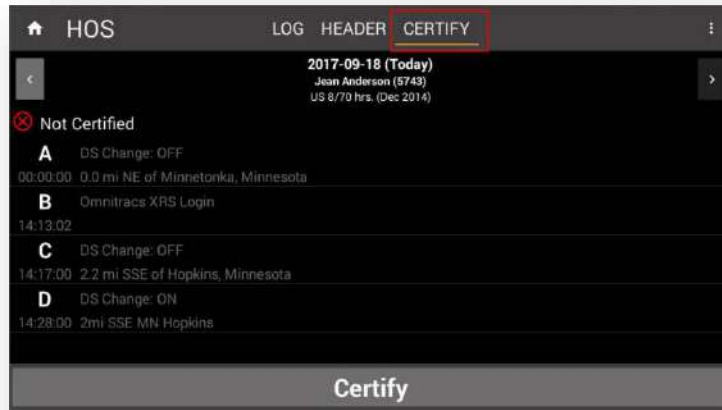 HOS LOG HEADER CERTIFY
2017-09-18 (Today)
Jean Anderson (5743)
US 8/70 hrs. (Dec 2014)
Not Certified
A DS Change: OFF
00:00:00 0.0 mi NE of Minnetonka, Minnesota
B Omnitracs XRS Login
14:13:02
C DS Change: OFF
14:17:00 2.2 mi SSE of Hopkins, Minnesota
D DS Change: ON
14:28:00 2mi SSE MN Hopkins
Certify